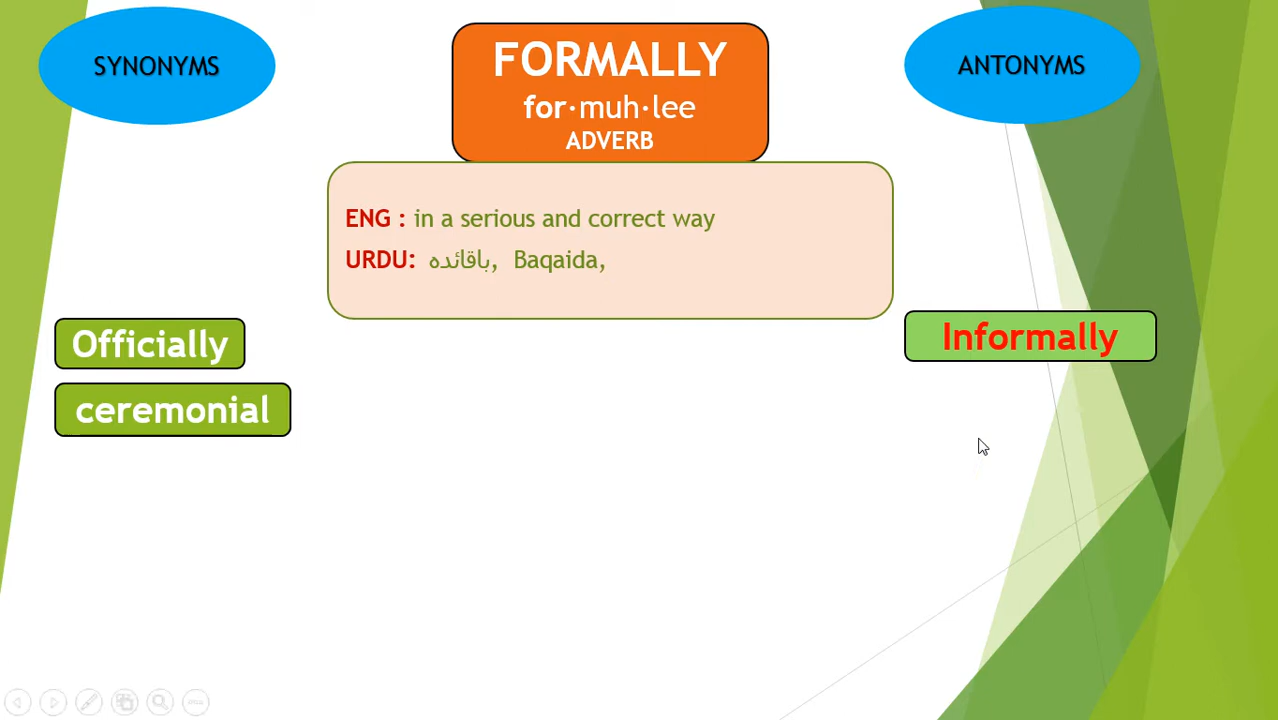 SYNONYMS
FORMALLY
for·muh·lee
ADVERB
ANTONYMS
ENG : in a serious and correct way
URDU: باقائدہ, Baqaida,
Officially
ceremonial
Informally